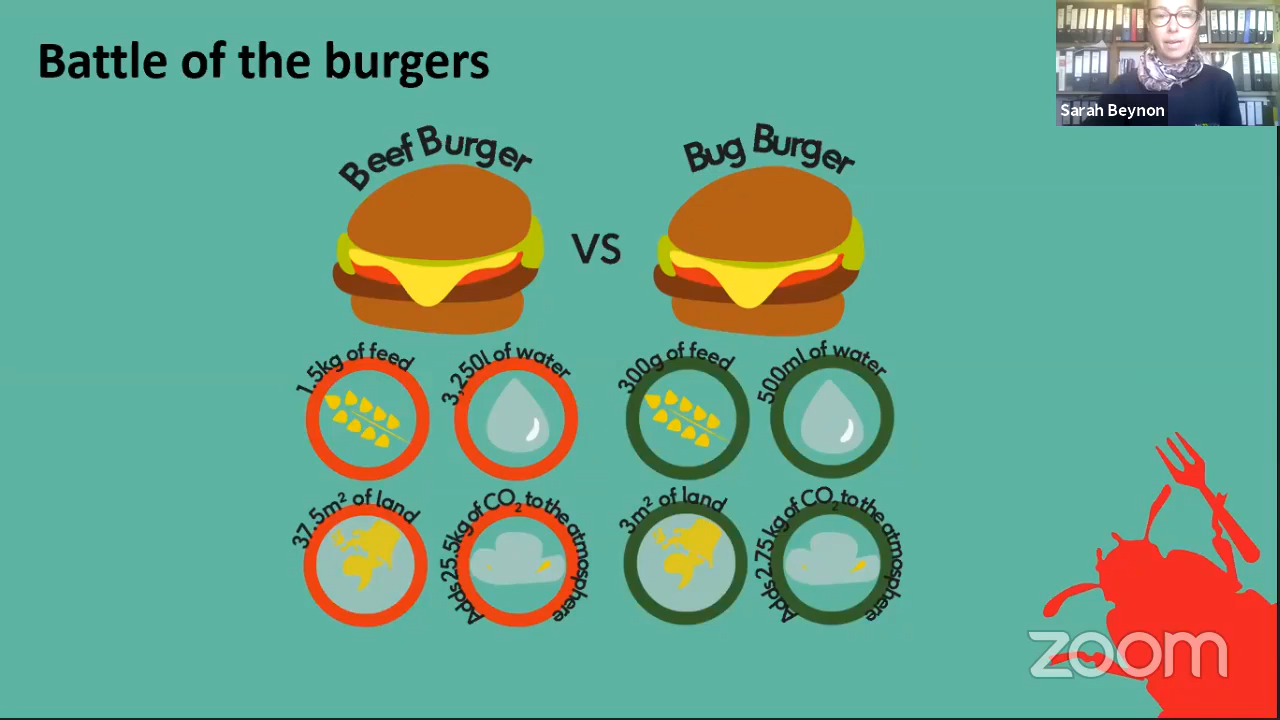 Battle of the burgers
Sarah Beynon
Beef Burger
VS
Bug Burger
1.5kg of feed
3,250l of water
300g of feed
500ml of water
37.5m² of land
Adds 25.5kg of CO₂ to the atmosphere
3m² of land
Adds 2.75kg of CO₂ to the atmosphere
zoom